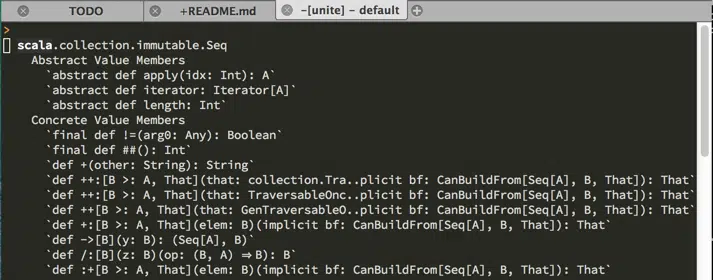 TODO
+README.md
-[unite] - default
>
scala.collection.immutable.Seq
Abstract Value Members
`abstract def apply(idx: Int): A`
`abstract def iterator: Iterator[A]`
`abstract def length: Int`
Concrete Value Members
`final def !=(arg0: Any): Boolean`
`final def ##(): Int`
`def +(other: String): String`
`def ++:[B >: A, That](that: collection.Tra..plicit bf: CanBuildFrom[Seq[A], B, That]): That`
`def ++:[B >: A, That](that: TraversableOnc..plicit bf: CanBuildFrom[Seq[A], B, That]): That`
`def ++[B >: A, That](that: GenTraversableO..plicit bf: CanBuildFrom[Seq[A], B, That]): That`
`def +:[B >: A, That](elem: B)(implicit bf: CanBuildFrom[Seq[A], B, That]): That`
`def ->[B](y: B): (Seq[A], B)`
`def /:[B](z: B)(op: (B, A) ⇒ B): B`
`def :+[B >: A, That](elem: B)(implicit bf: CanBuildFrom[Seq[A], B, That]): That`